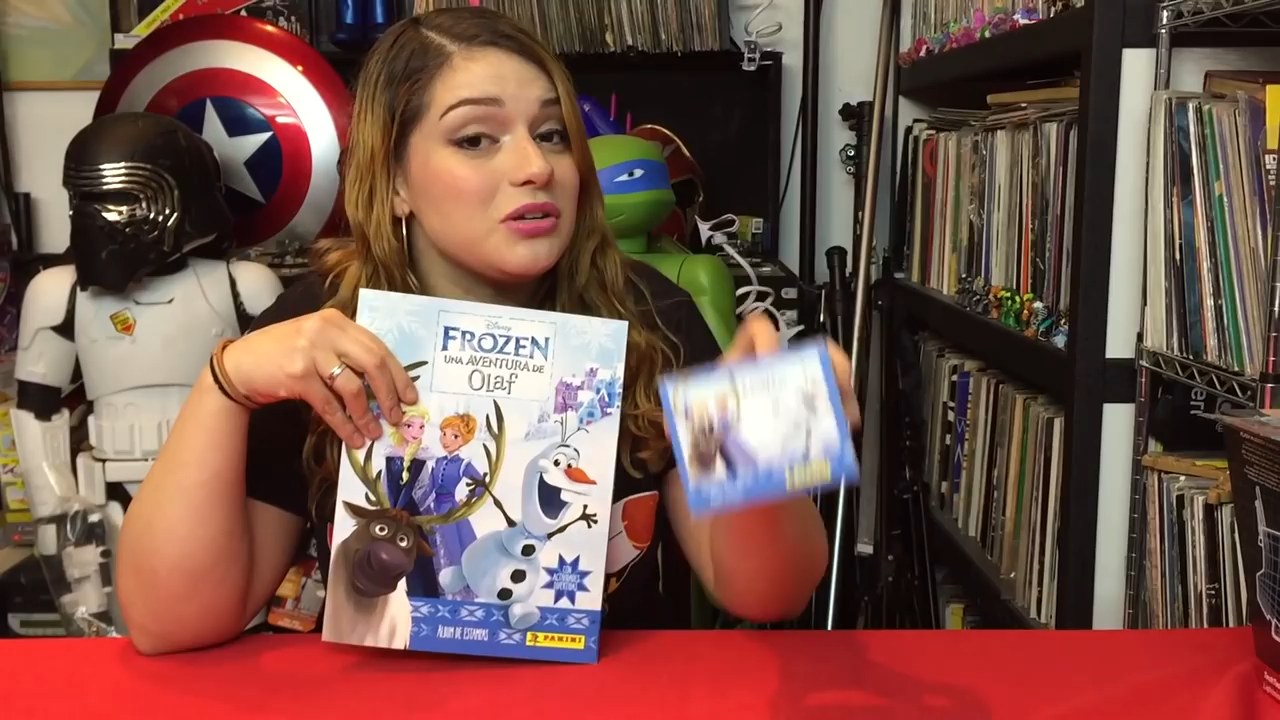 Disney
FROZEN
UNA AVENTURA DE
Olaf
CON
ACTIVIDADES
DIVERTIDAS
ÁLBUM DE ESTAMPAS
PANINI